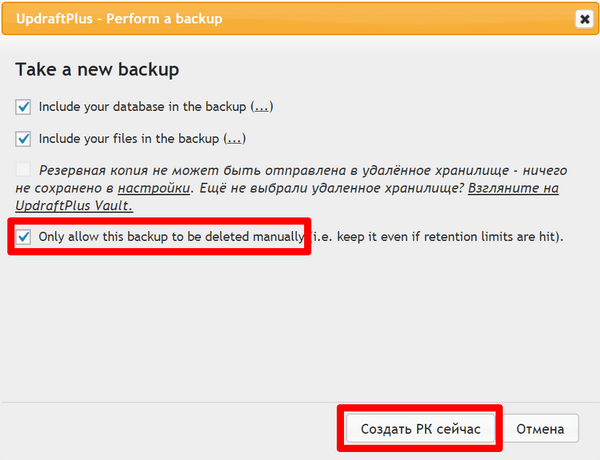 UpdraftPlus - Perform a backup
Take a new backup
Include your database in the backup (...)
Include your files in the backup (...)
Резервная копия не может быть отправлена в удалённое хранилище - ничего
не сохранено в настройки. Ещё не выбрали удаленное хранилище? Взгляните на
UpdraftPlus Vault.
Only allow this backup to be deleted manually (i.e. keep it even if retention limits are hit).
Создать РК сейчас
Отмена